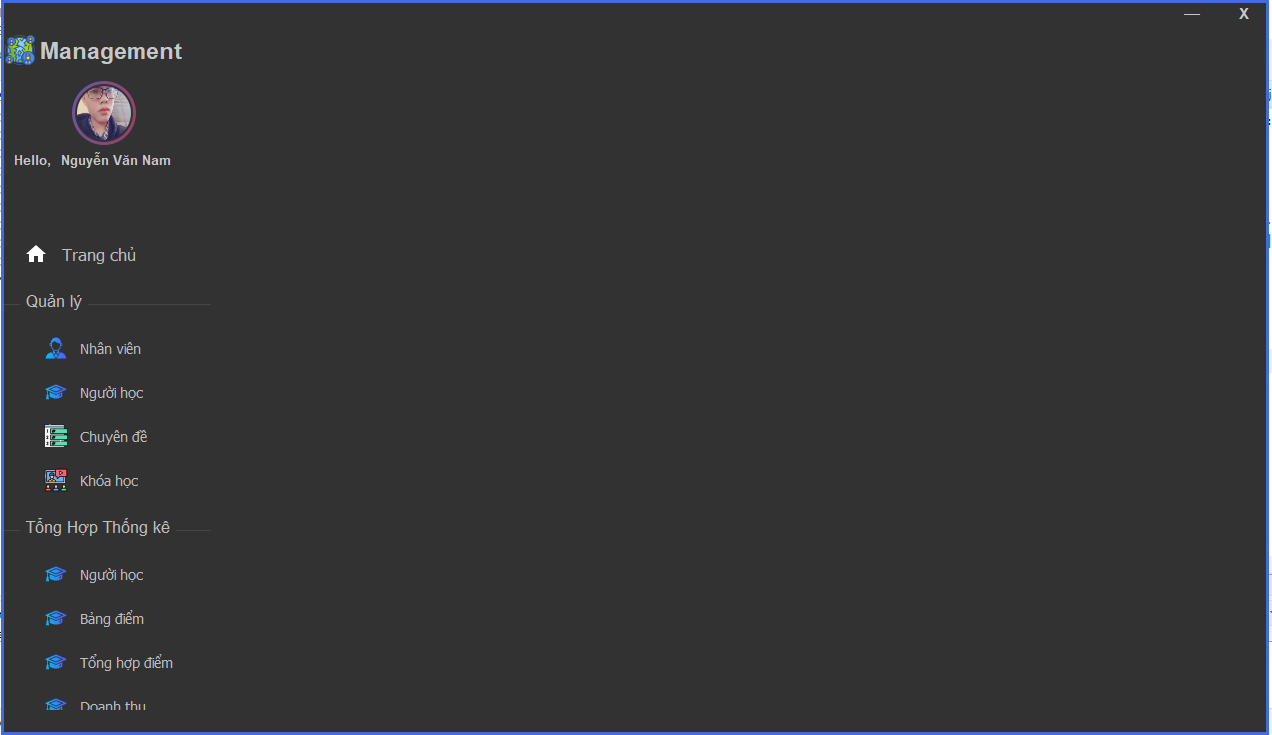 — X
Management
Hello, Nguyễn Văn Nam
Trang chủ
Quản lý
Nhân viên
Người học
Chuyên đề
Khóa học
Tổng Hợp Thống kê
Người học
Bảng điểm
Tổng hợp điểm
Doanh thu